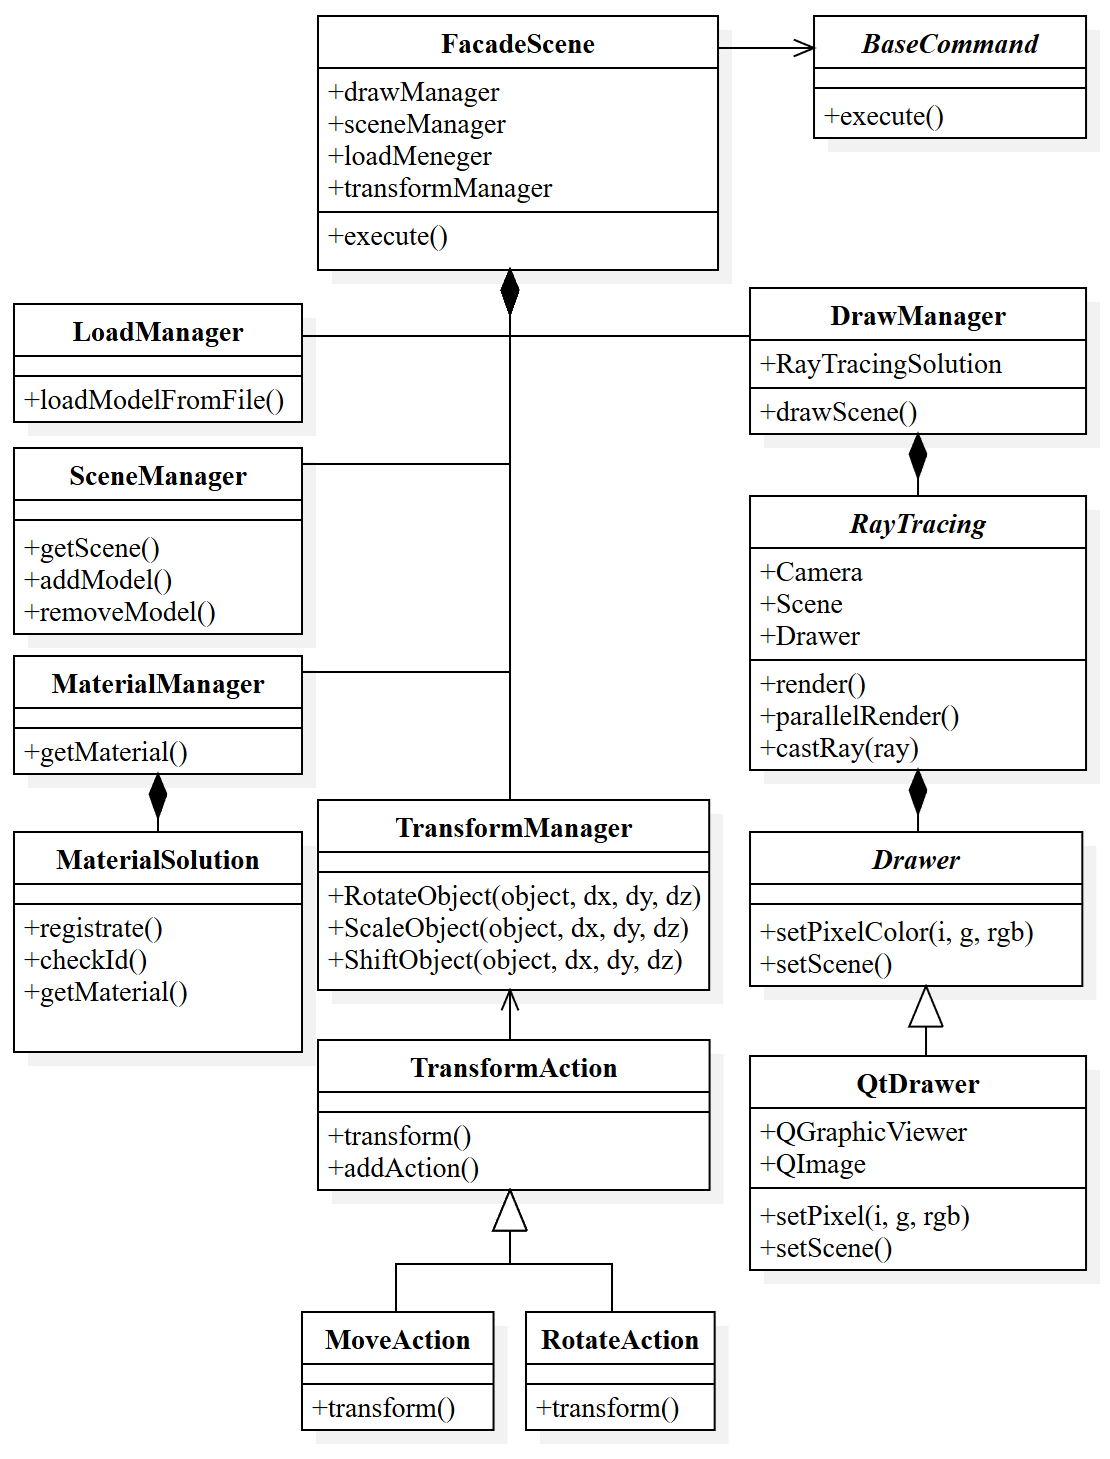 FacadeScene
+drawManager
+sceneManager
+loadMeneger
+transformManager
+execute()
BaseCommand
+execute()
LoadManager
+loadModelFromFile()
DrawManager
+RayTracingSolution
+drawScene()
SceneManager
+getScene()
+addModel()
+removeModel()
RayTracing
+Camera
+Scene
+Drawer
+render()
+parallelRender()
+castRay(ray)
MaterialManager
+getMaterial()
MaterialSolution
+registrate()
+checkId()
+getMaterial()
TransformManager
+RotateObject(object, dx, dy, dz)
+ScaleObject(object, dx, dy, dz)
+ShiftObject(object, dx, dy, dz)
Drawer
+setPixelColor(i, g, rgb)
+setScene()
TransformAction
+transform()
+addAction()
QtDrawer
+QGraphicViewer
+QImage
+setPixel(i, g, rgb)
+setScene()
MoveAction
+transform()
RotateAction
+transform()